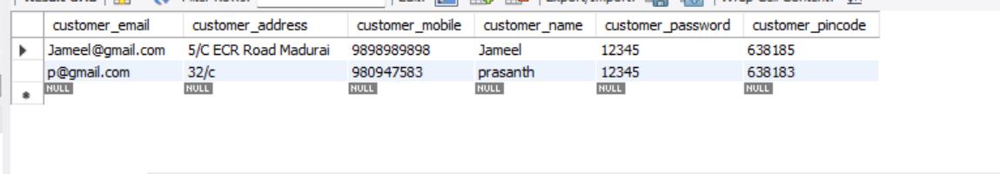 customer_email customer_address customer_mobile customer_name customer_password customer_pincode
Jameel@gmail.com 5/C ECR Road Madurai 9898989898 Jameel 12345 638185
p@gmail.com 32/c 980947583 prasanth 12345 638183
NULL NULL NULL NULL NULL NULL